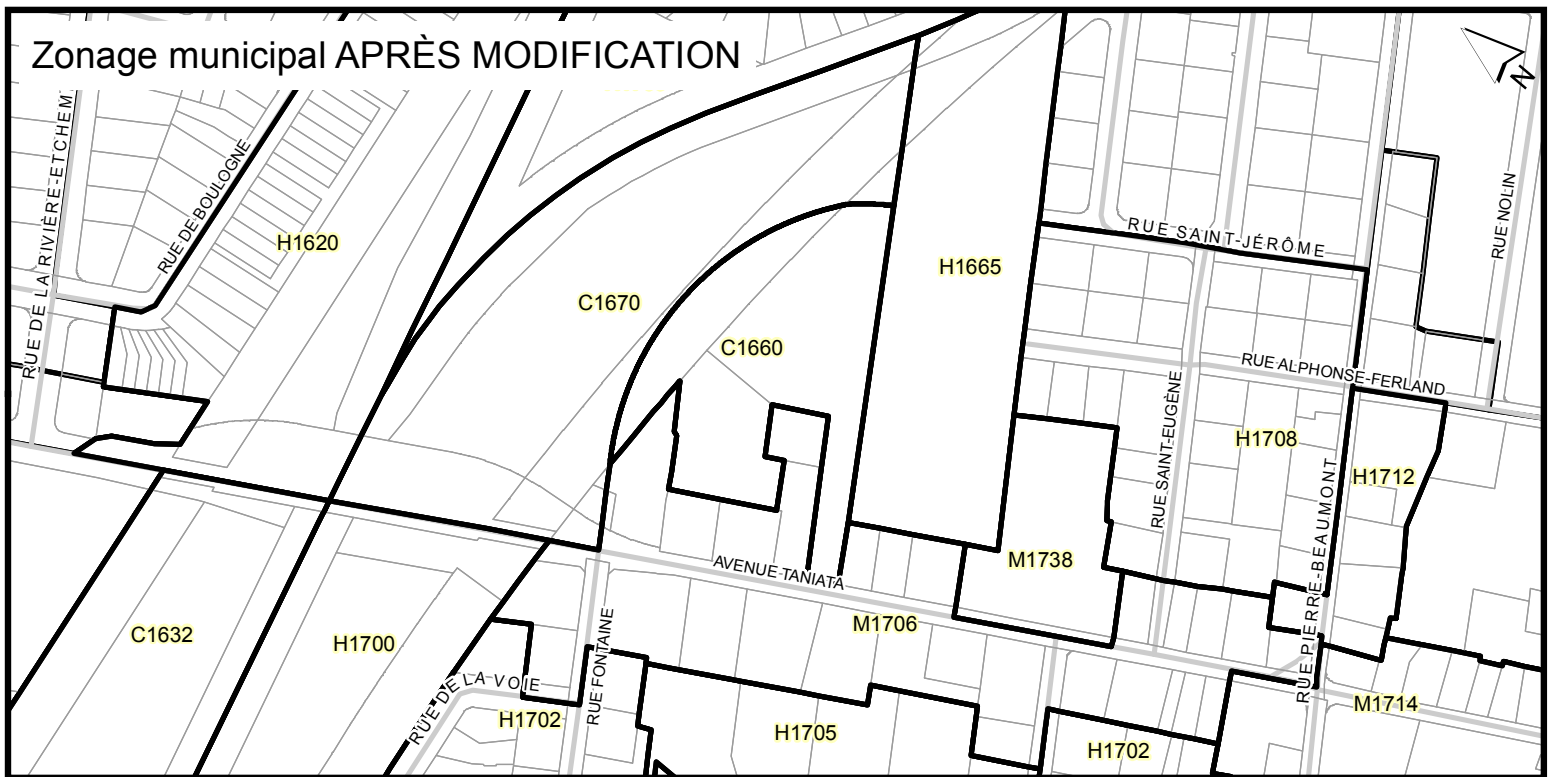 Zonage municipal APRÈS MODIFICATION
N
RUE DE LA RIVIÈRE-ETCHEM
RUE DE BOULOGNE
H1620
C1670
H1665
C1660
RUE SAINT-JÉRÔME
RUE NOLIN
RUE ALPHONSE-FERLAND
RUE SAINT-EUGÈNE
H1708
H1712
RUE PIERRE-BEAUMONT
AVENUE TANIATA
M1738
M1706
C1632
H1700
RUE DE LA VOIE
RUE FONTAINE
H1702
H1705
H1702
M1714